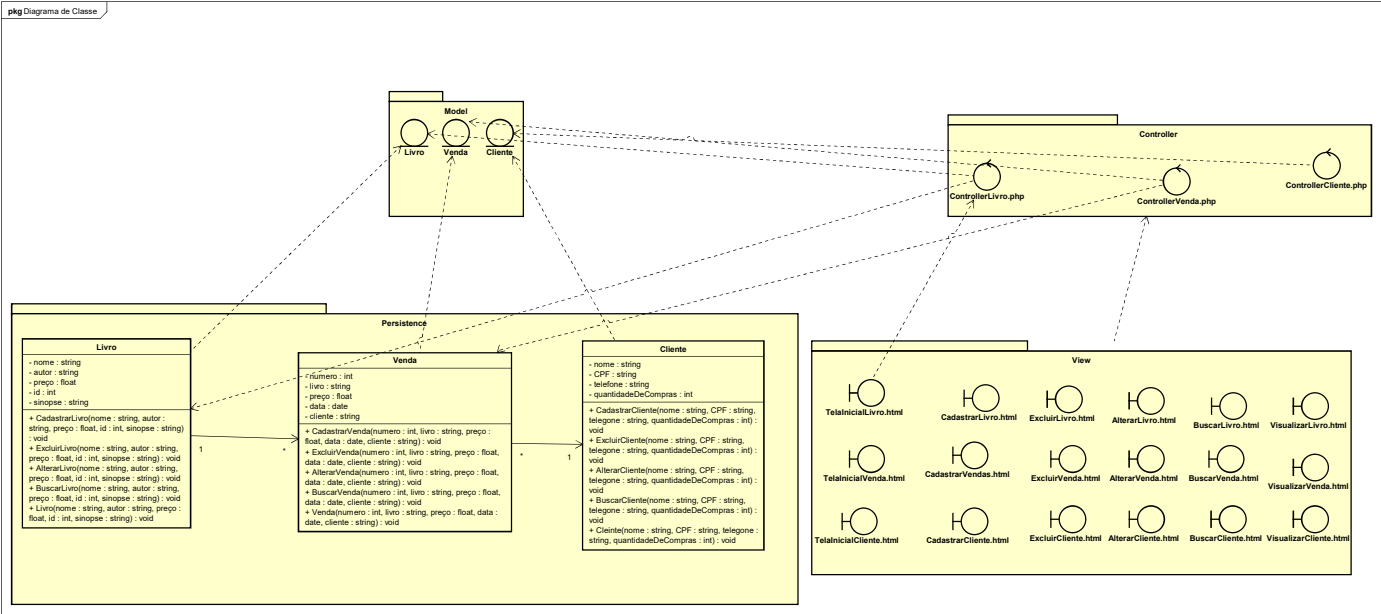 pkg Diagrama de Classe
Model
Livro
Venda
Cliente
Controller
ControllerLivro.php
ControllerVenda.php
ControllerCliente.php
Persistence
Livro
- nome : string
- autor : string
- preço : float
- id : int
- sinopse : string
+ CadastrarLivro(nome : string, autor :
string, preço : float, id : int, sinopse : string)
: void
+ ExcluirLivro(nome : string, autor : string,
preço : float, id : int, sinopse : string) : void
+ AlterarLivro(nome : string, autor : string,
preço : float, id : int, sinopse : string) : void
+ BuscarLivro(nome : string, autor : string,
preço : float, id : int, sinopse : string) : void
+ Livro(nome : string, autor : string, preço :
float, id : int, sinopse : string) : void
1
*
Venda
- numero : int
- livro : string
- preço : float
- data : date
- cliente : string
+ CadastrarVenda(numero : int, livro : string, preço :
float, data : date, cliente : string) : void
+ ExcluirVenda(numero : int, livro : string, preço : float,
data : date, cliente : string) : void
+ AlterarVenda(numero : int, livro : string, preço : float,
data : date, cliente : string) : void
+ BuscarVenda(numero : int, livro : string, preço : float,
data : date, cliente : string) : void
+ Venda(numero : int, livro : string, preço : float, data :
date, cliente : string) : void
*
1
Cliente
- nome : string
- CPF : string
- telefone : string
- quantidadeDeCompras : int
+ CadastrarCliente(nome : string, CPF : string,
telegone : string, quantidadeDeCompras : int) :
void
+ ExcluirCliente(nome : string, CPF : string,
telegone : string, quantidadeDeCompras : int) :
void
+ AlterarCliente(nome : string, CPF : string,
telegone : string, quantidadeDeCompras : int) :
void
+ BuscarCliente(nome : string, CPF : string,
telegone : string, quantidadeDeCompras : int) :
void
+ Cleinte(nome : string, CPF : string, telegone :
string, quantidadeDeCompras : int) : void
View
TelaInicialLivro.html
CadastrarLivro.html
ExcluirLivro.html
AlterarLivro.html
BuscarLivro.html
VisualizarLivro.html
TelaInicialVenda.html
CadastrarVendas.html
ExcluirVenda.html
AlterarVenda.html
BuscarVenda.html
VisualizarVenda.html
TelaInicialCliente.html
CadastrarCliente.html
ExcluirCliente.html
AlterarCliente.html
BuscarCliente.html
VisualizarCliente.html